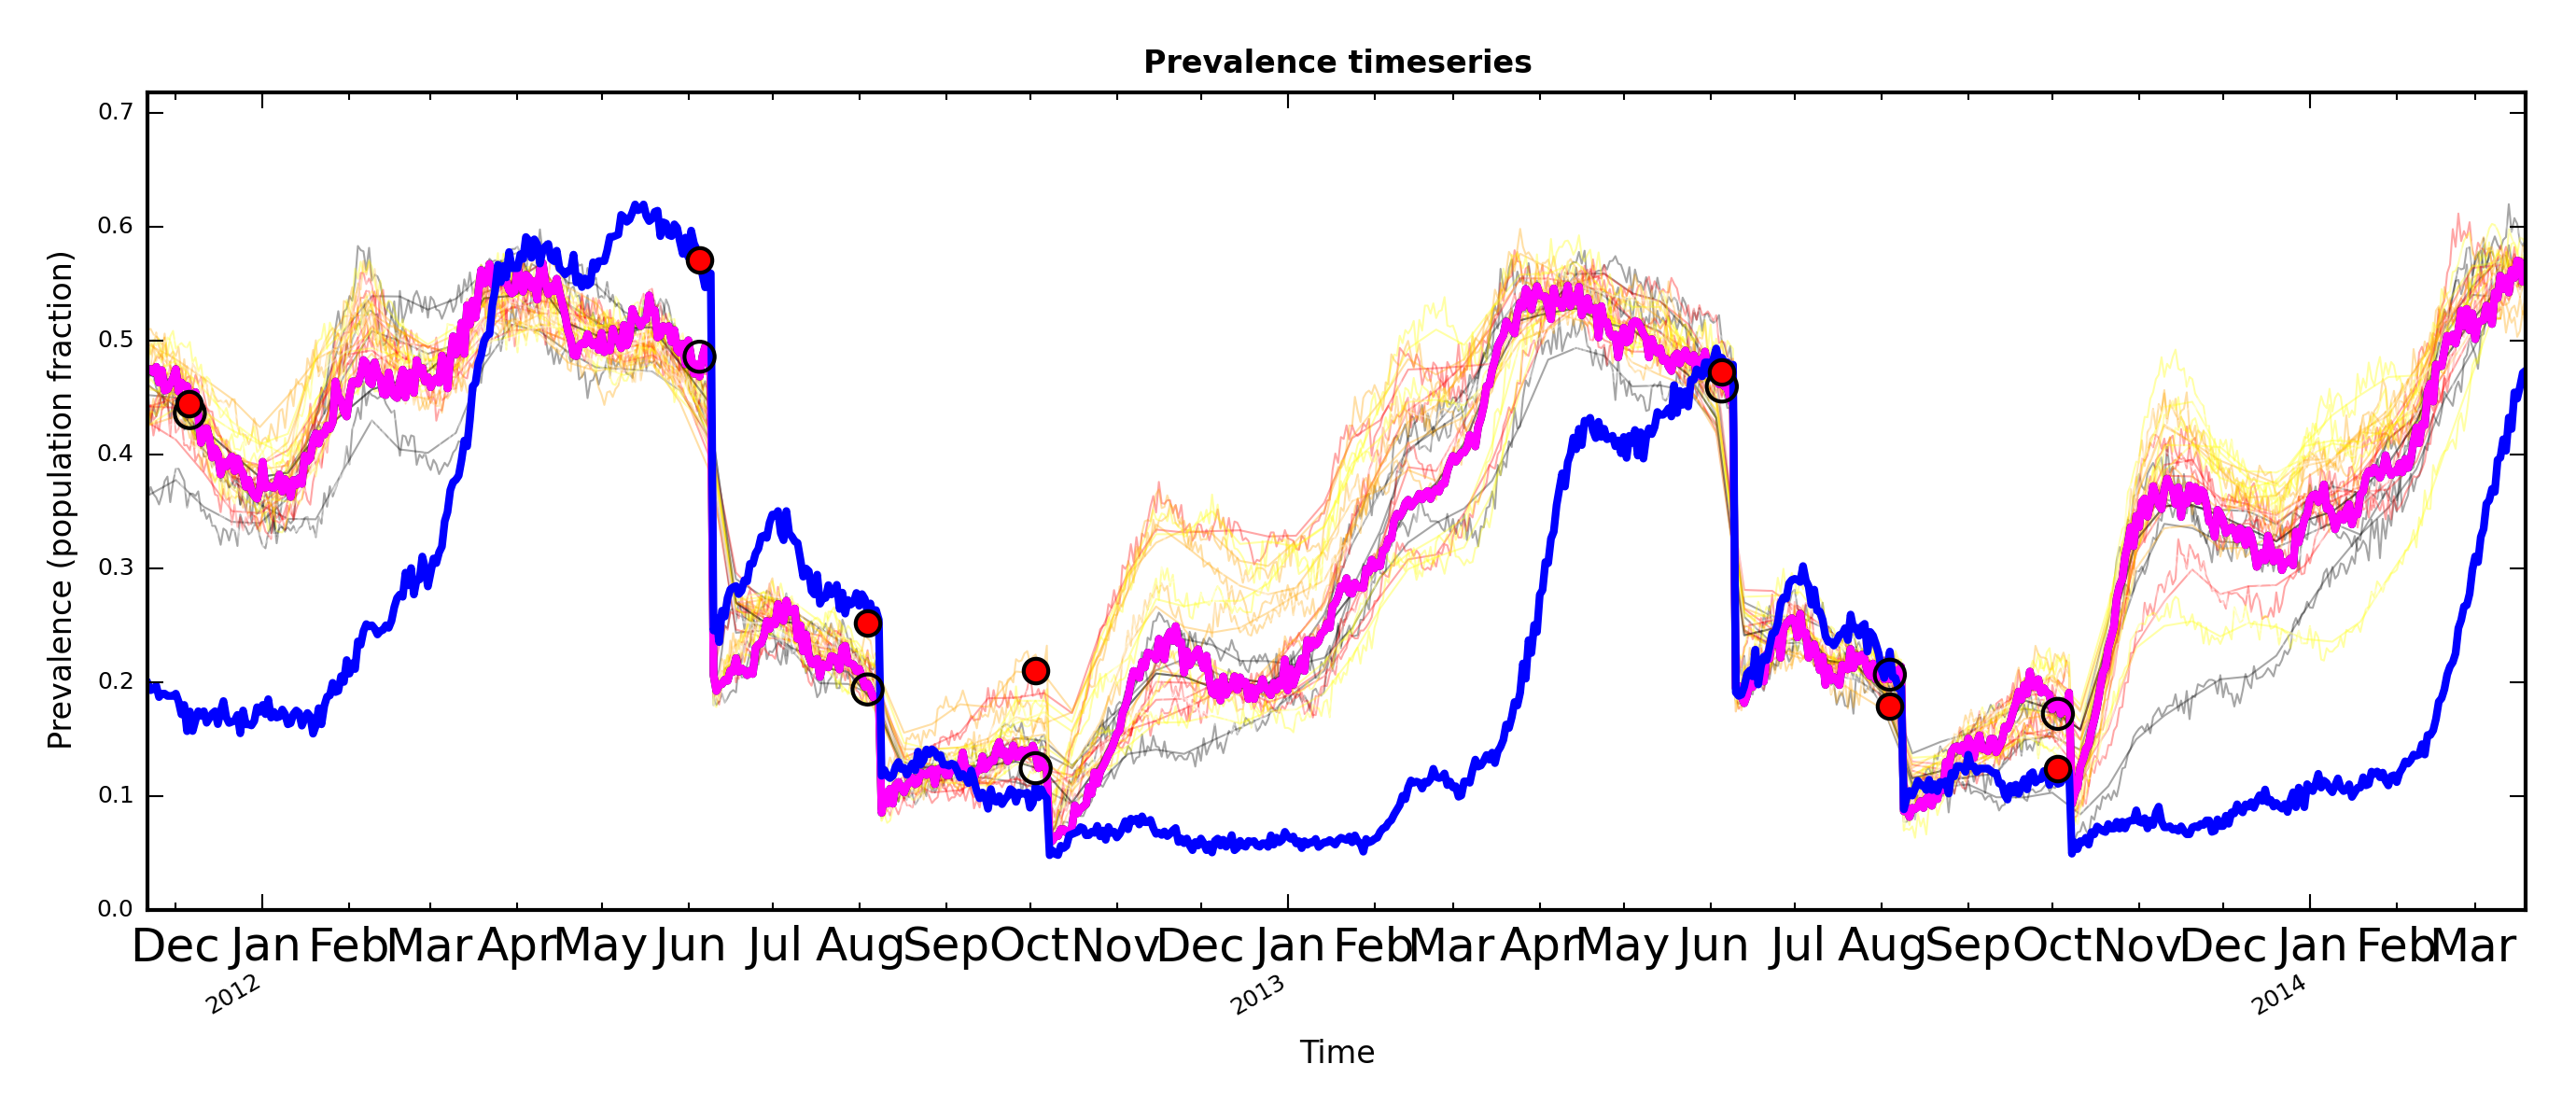 Prevalence timeseries
Prevalence (population fraction)
0.7
0.6
0.5
0.4
0.3
0.2
0.1
0.0
Dec Jan Feb Mar Apr May Jun Jul Aug Sep Oct Nov Dec Jan Feb Mar Apr May Jun Jul Aug Sep Oct Nov Dec Jan Feb Mar
2012 2013 2014
Time